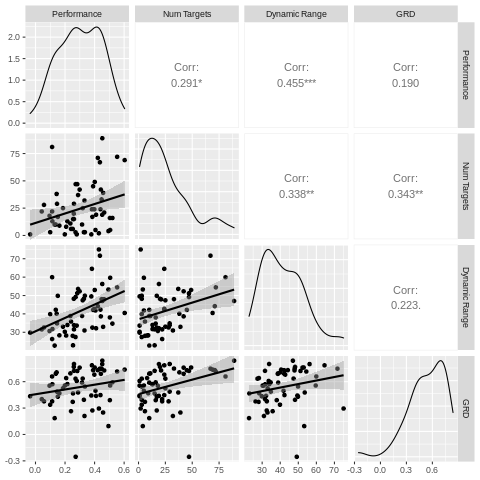 Performance Num Targets Dynamic Range GRD
2.0
1.5
1.0
0.5
0.0
Corr:
0.291*
Corr:
0.455***
Corr:
0.190
Performance
75
50
25
0
Corr:
0.338**
Corr:
0.343**
Num Targets
70
60
50
40
30
Corr:
0.223.
Dynamic Range
0.6
0.3
0.0
-0.3
GRD
0.0 0.2 0.4 0.6 0 25 50 75 30 40 50 60 70 -0.3 0.0 0.3 0.6